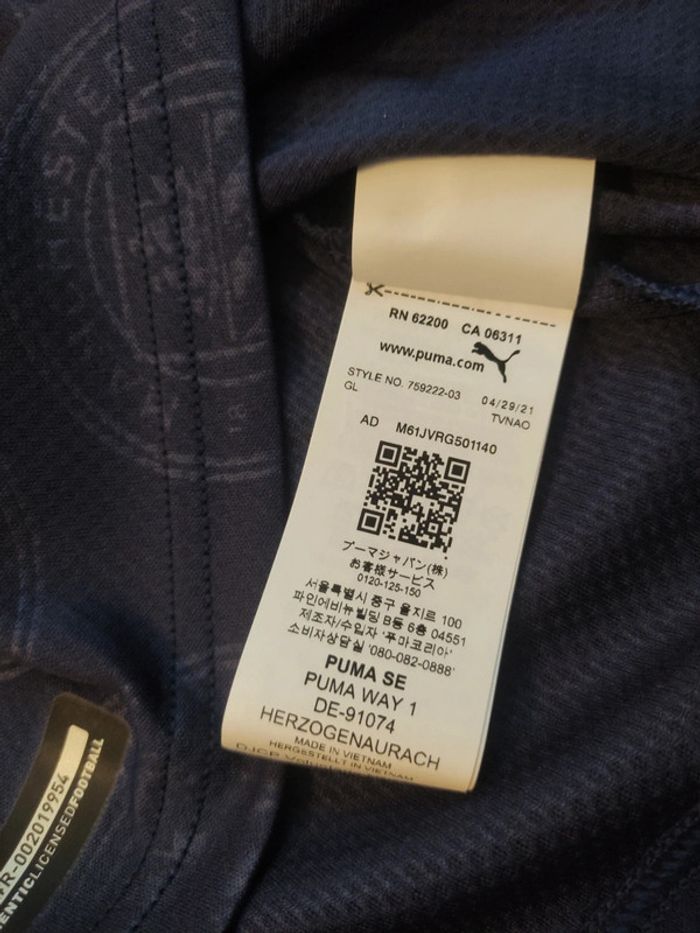 RN 62200 CA 06311
www.puma.com
STYLE NO. 759222-03 04/29/21
GL TVNAO
AD M61JVRG501140
プーマジャパン(株)
お客様サービス
0120-125-150
서울특별시 중구 을지로 100
파인에비뉴빌딩 B동 6층 04551
제조자/수입자 '푸마코리아'
소비자상담실 '080-082-0888'
PUMA SE
PUMA WAY 1
DE-91074
HERZOGENAURACH
MADE IN VIETNAM
HERGESTELLT IN VIETNAM
R-002019954
LICENSEDFOOTBALL